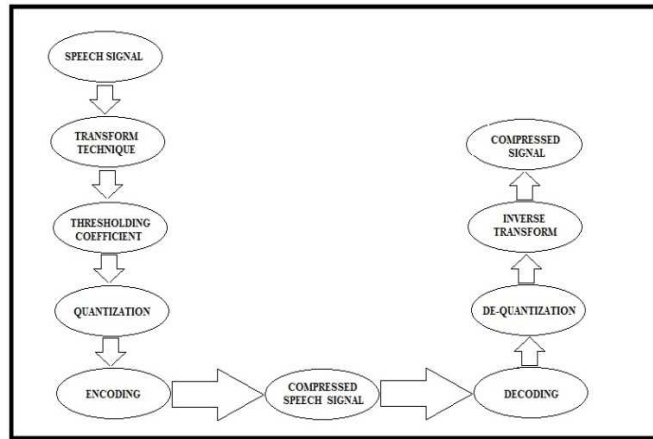 SPEECH SIGNAL
TRANSFORM
TECHNIQUE
THRESHOLDING
COEFFICIENT
QUANTIZATION
ENCODING
COMPRESSED
SPEECH SIGNAL
DECODING
DE-QUANTIZATION
INVERSE
TRANSFORM
COMPRESSED
SIGNAL